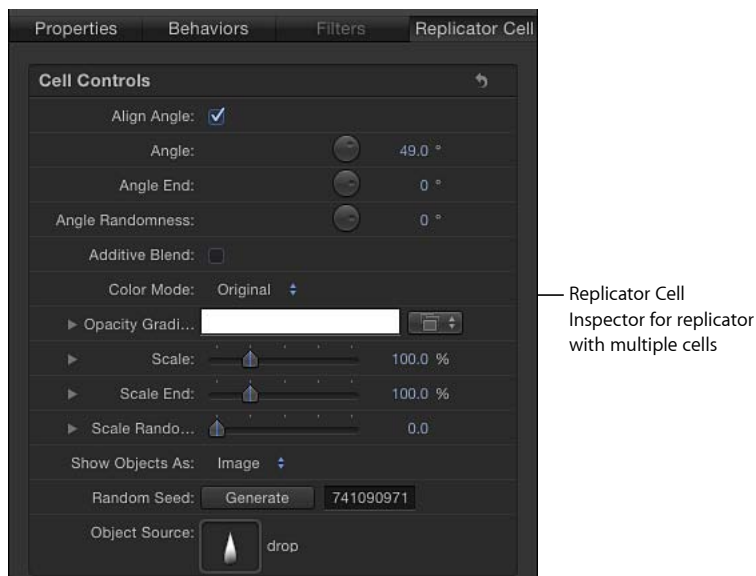 Properties Behaviors Filters Replicator Cell
Cell Controls
Align Angle:
Angle: 49.0 °
Angle End: 0 °
Angle Randomness: 0 °
Additive Blend:
Color Mode: Original
Opacity Gradi...
Scale: 100.0 %
Scale End: 100.0 %
Scale Rando... 0.0
Show Objects As: Image
Random Seed: Generate 741090971
Object Source: drop
Replicator Cell
Inspector for replicator
with multiple cells